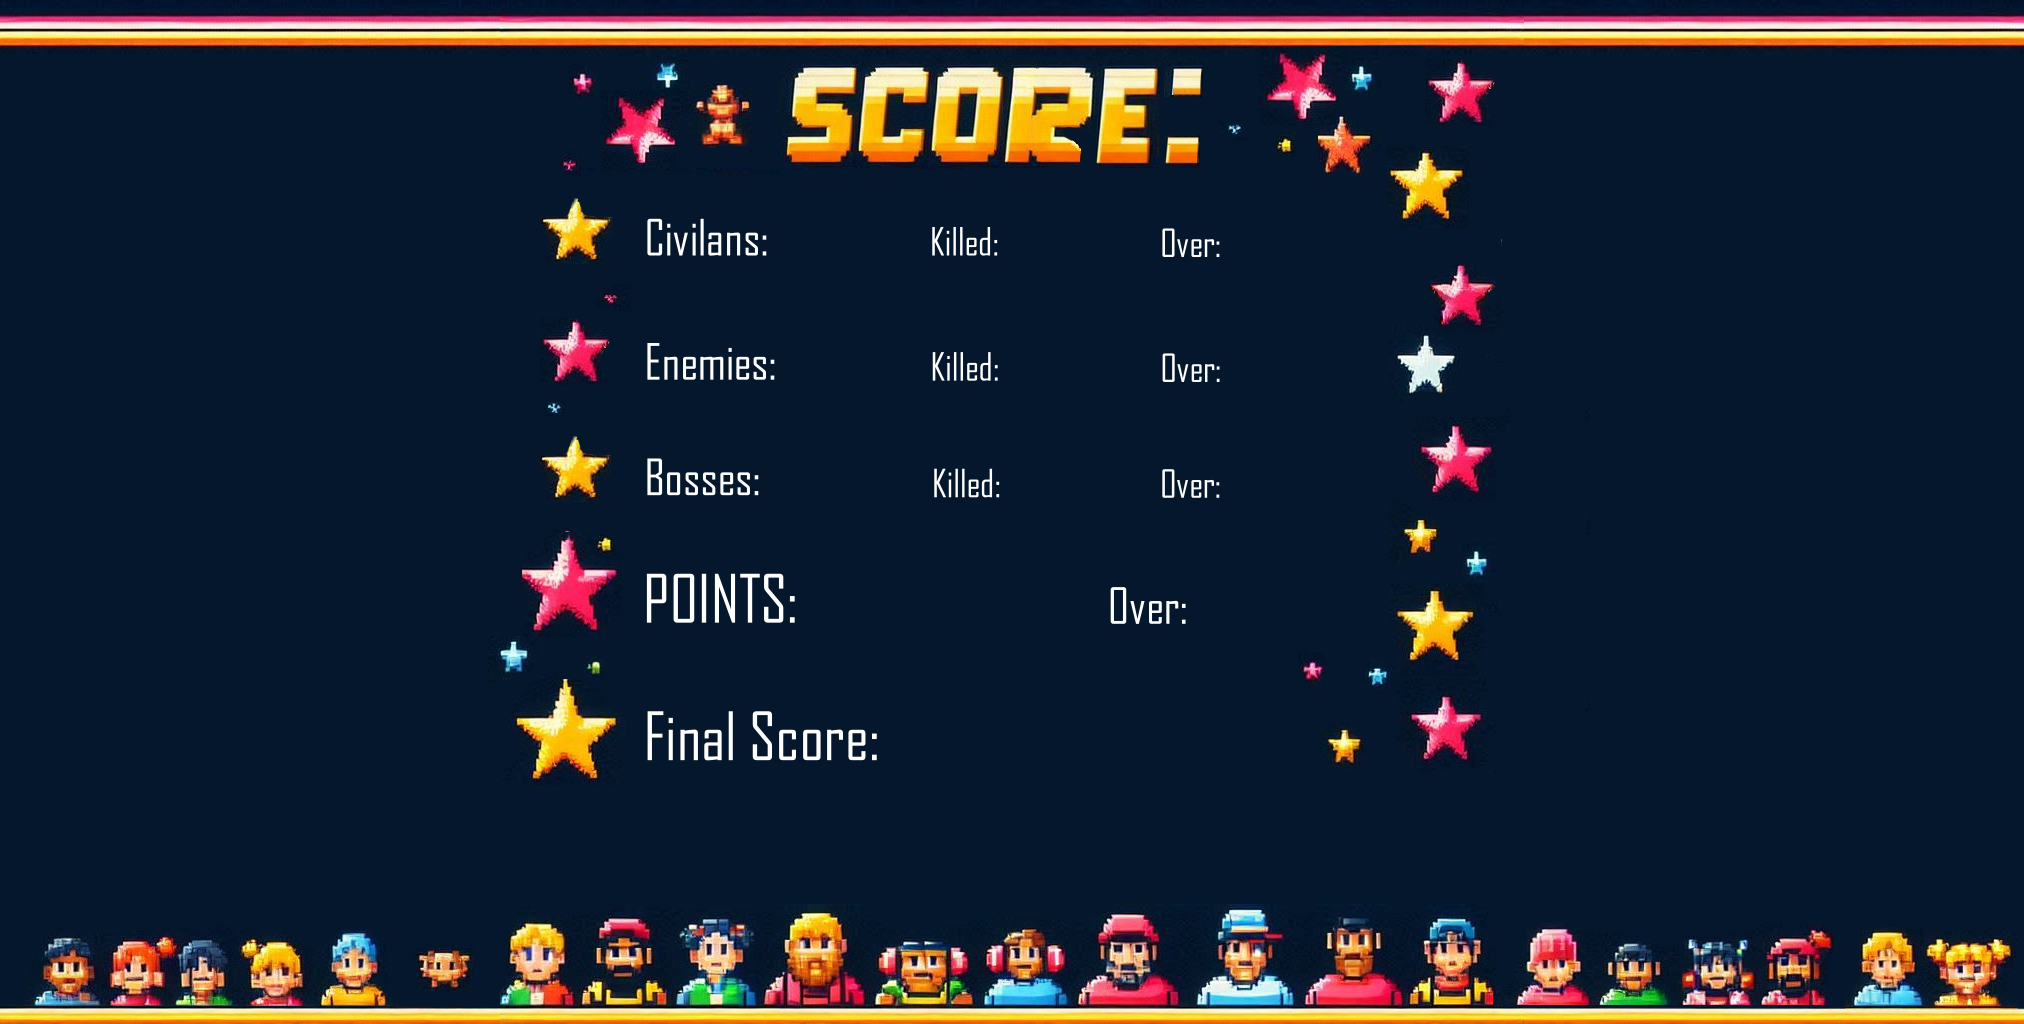 SCORE:
Civilans: Killed: Over:
Enemies: Killed: Over:
Bosses: Killed: Over:
POINTS: Over:
Final Score: